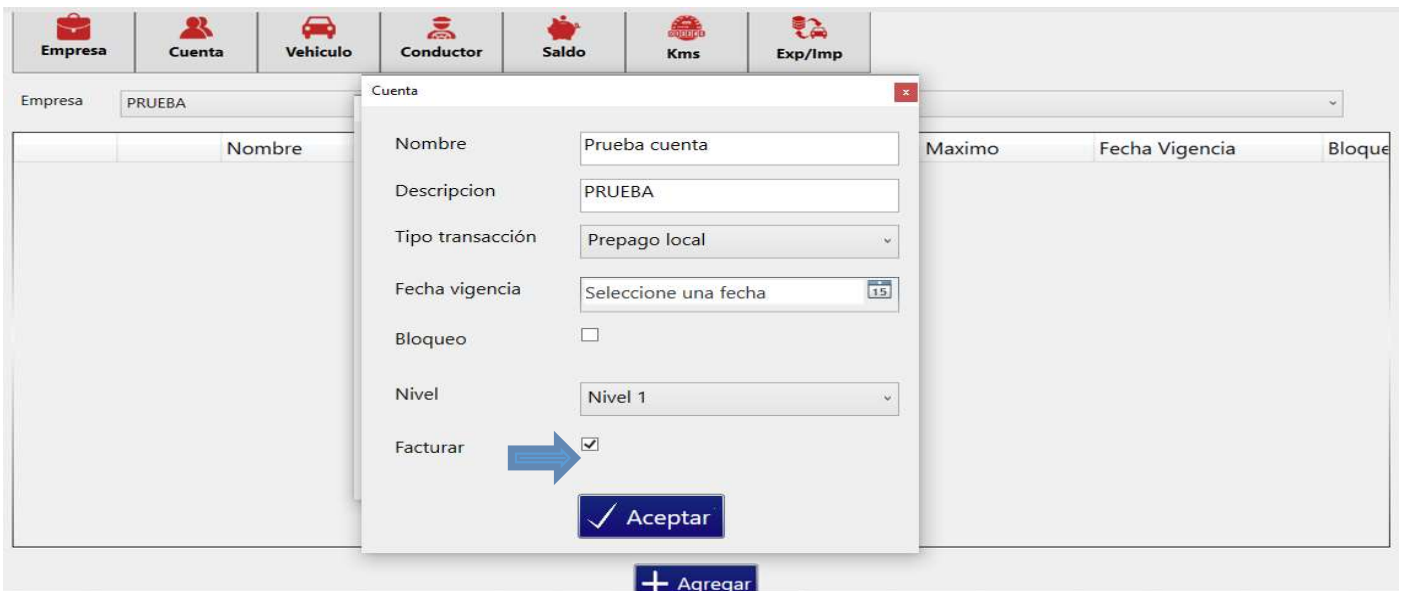 Empresa Cuenta Vehiculo Conductor Saldo Kms Exp/Imp
Empresa PRUEBA
Cuenta
Nombre Maximo Fecha Vigencia Bloque
Nombre Prueba cuenta
Descripcion PRUEBA
Tipo transacción Prepago local
Fecha vigencia Seleccione una fecha 15
Bloqueo
Nivel Nivel 1
Facturar
Aceptar
Agregar